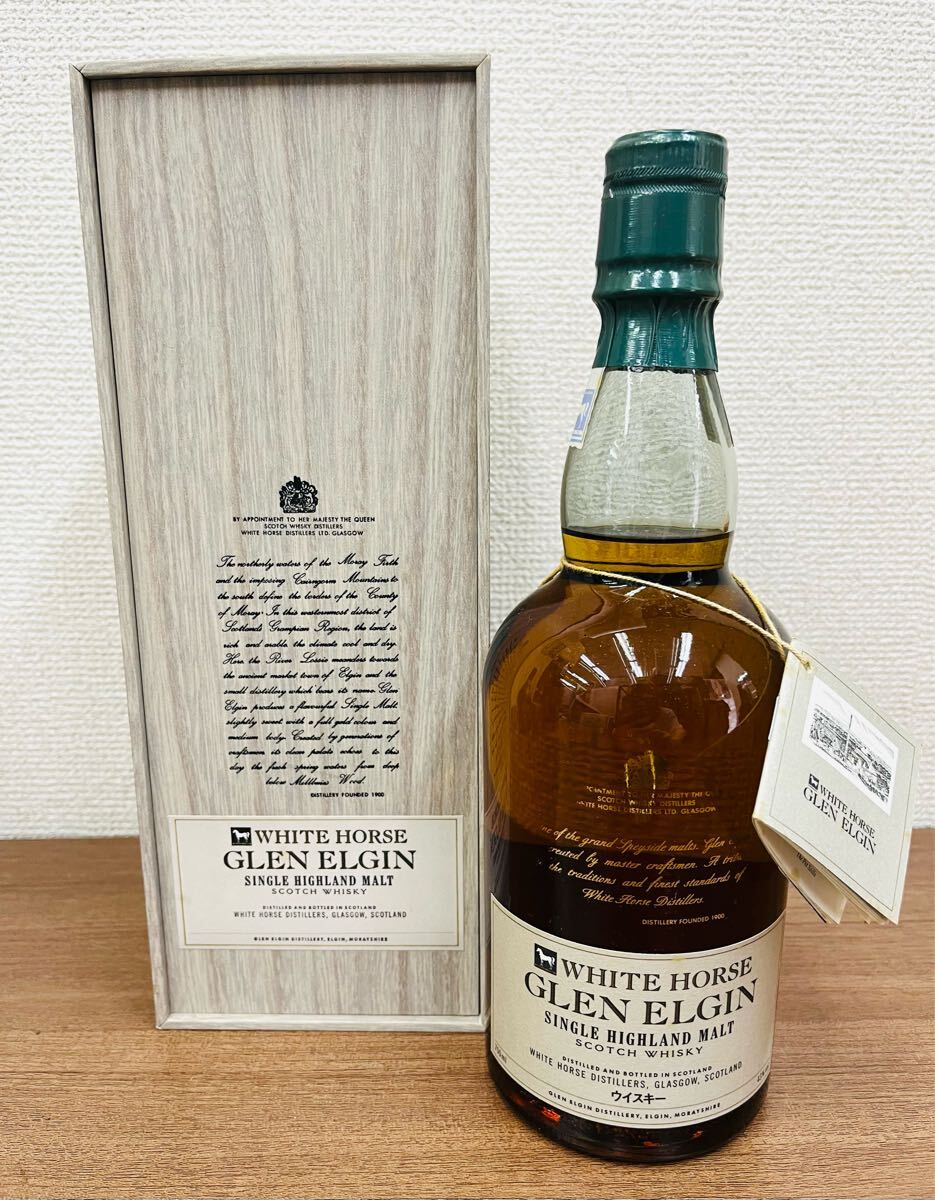 BY APPOINTMENT TO HER MAJESTY THE QUEEN
SCOTCH WHISKY DISTILLERS
WHITE HORSE DISTILLERS LTD. GLASGOW
The northerly waters of the Moray Firth
and the imposing Cairngorm Mountains to
the south define the borders of the County
of Moray. In this westernmost district of
Scotlands Grampian Region, the land is
rich and arable, the climate cool and dry.
Here, the River Lossie meanders towards
the ancient market town of Elgin and the
small distillery which bears its name. Glen
Elgin produces a flavourful Single Malt
slightly sweet with a full gold colour and
medium body. Created by generations of
craftsmen its clean palate echoes to this
day the fresh spring waters from deep
below Millbuies Wood.
DISTILLERY FOUNDED 1900
WHITE HORSE
GLEN ELGIN
SINGLE HIGHLAND MALT
SCOTCH WHISKY
DISTILLED AND BOTTLED IN SCOTLAND
WHITE HORSE DISTILLERS, GLASGOW, SCOTLAND
GLEN ELGIN DISTILLERY, ELGIN, MORAYSHIRE
MAJESTY THE
SCOTCH WHISKY DISTILLERS
HORSE DISTILLERS LTD. GLASGOW
of the grand Speyside malts. Glen
created by master craftsmen. A
the traditions and finest standards of
White Horse Distillers.
DISTILLERY FOUNDED 1900
WHITE HORSE
GLEN ELGIN
SINGLE HIGHLAND MALT
SCOTCH WHISKY
DISTILLED AND BOTTLED IN SCOTLAND
WHITE HORSE DISTILLERS, GLASGOW, SCOTLAND
ウイスキー
750ml
GLEN ELGIN DISTILLERY, ELGIN, MORAYSHIRE
WHITE HORSE
GLEN ELGIN